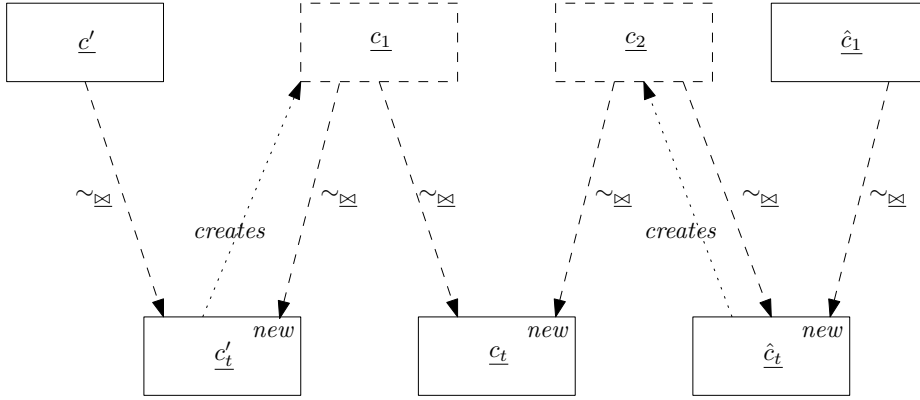 c′ c₁ c₂ ĉ₁
∼⋈ ∼⋈ ∼⋈ ∼⋈ ∼⋈ ∼⋈
creates creates
new new new
c′ₜ cₜ ĉₜ